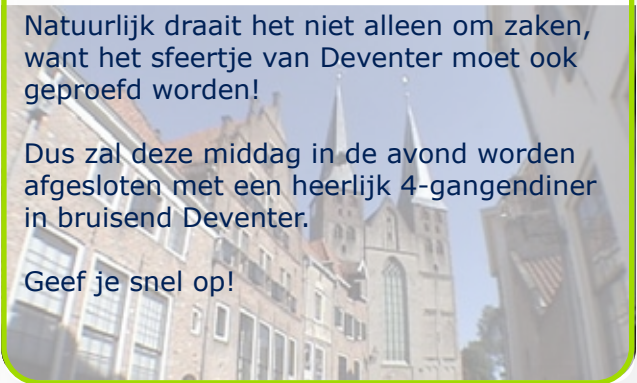 Natuurlijk draait het niet alleen om zaken,
want het sfeertje van Deventer moet ook
geproefd worden!
Dus zal deze middag in de avond worden
afgesloten met een heerlijk 4-gangendiner
in bruisend Deventer.
Geef je snel op!